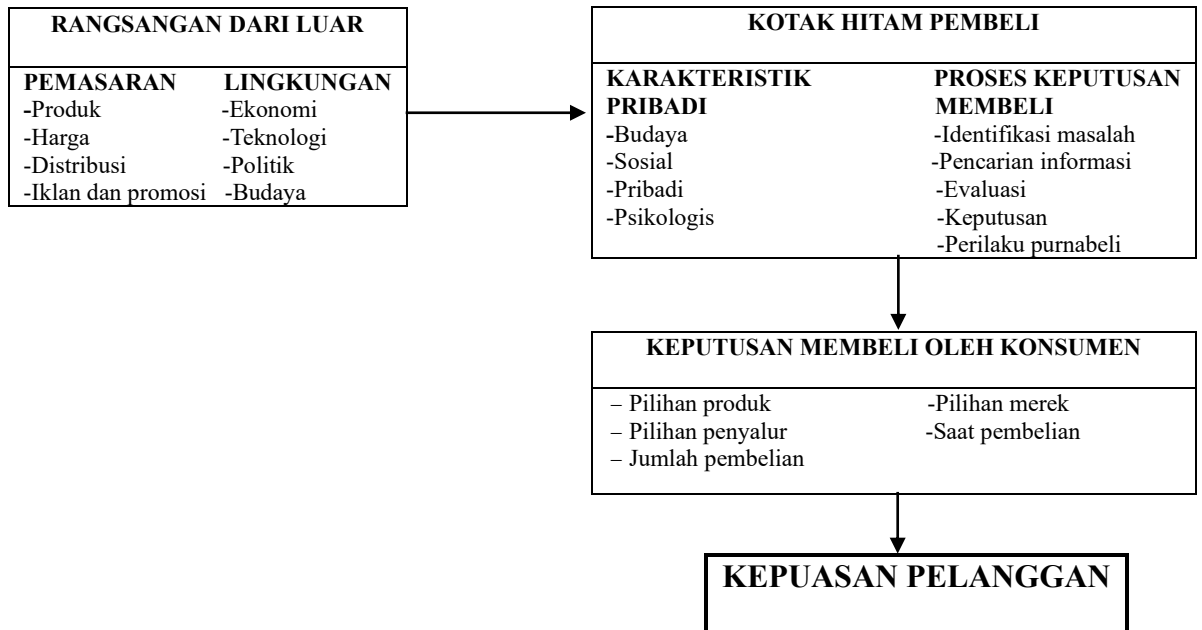 RANGSANGAN DARI LUAR
PEMASARAN LINGKUNGAN
-Produk -Ekonomi
-Harga -Teknologi
-Distribusi -Politik
-Iklan dan promosi -Budaya
KOTAK HITAM PEMBELI
KARAKTERISTIK PRIBADI
-Budaya
-Sosial
-Pribadi
-Psikologis
PROSES KEPUTUSAN
MEMBELI
-Identifikasi masalah
-Pencarian informasi
-Evaluasi
-Keputusan
-Perilaku purnabeli
KEPUTUSAN MEMBELI OLEH KONSUMEN
– Pilihan produk -Pilihan merek
– Pilihan penyalur -Saat pembelian
– Jumlah pembelian
KEPUASAN PELANGGAN